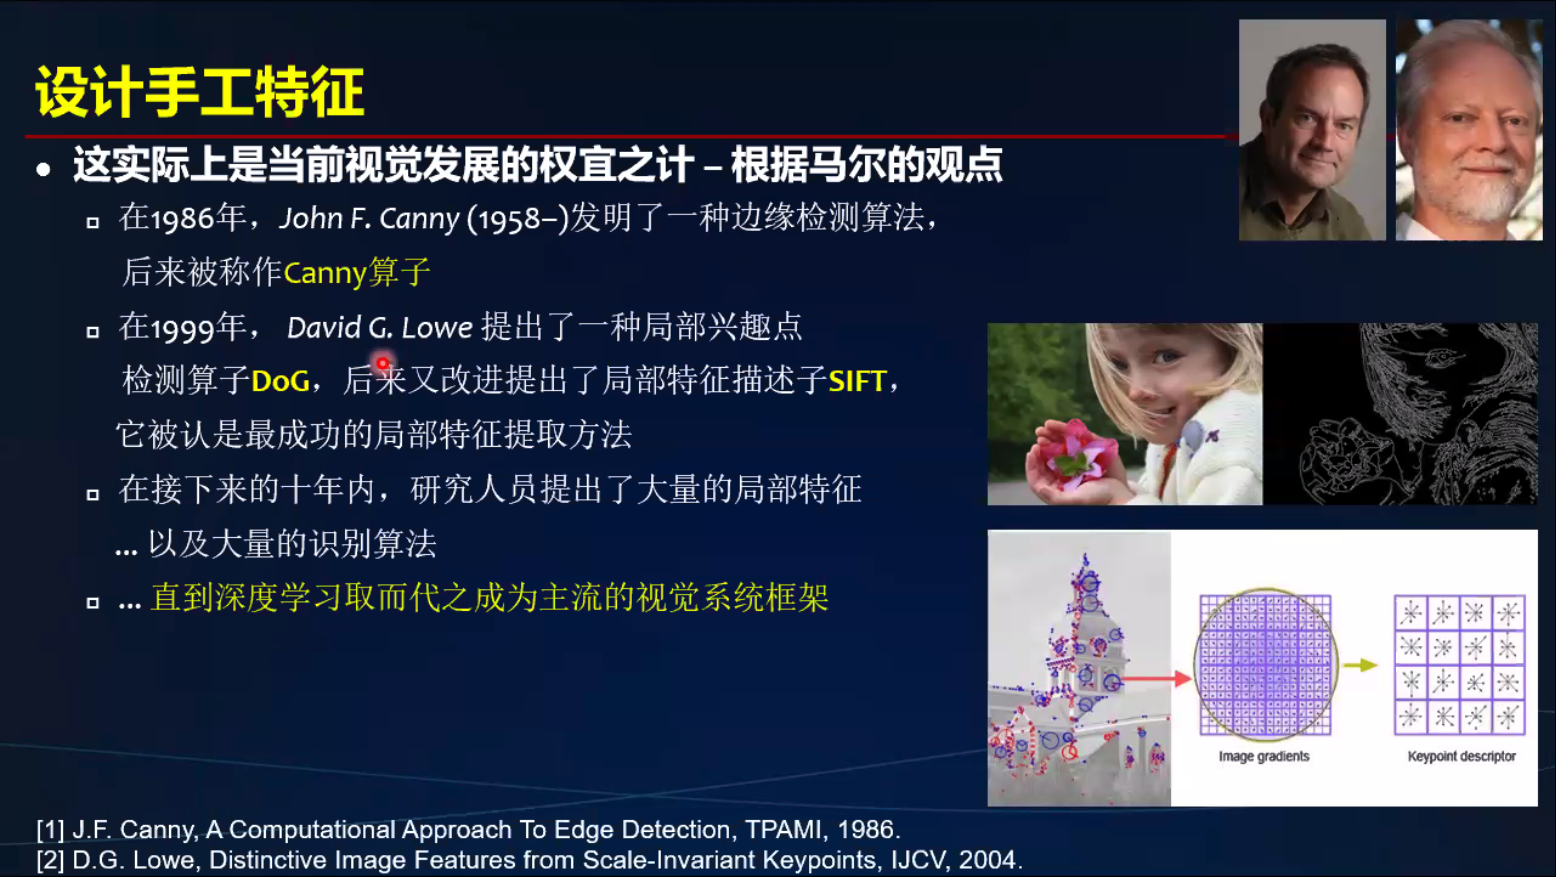 设计手工特征
● 这实际上是当前视觉发展的权宜之计 – 根据马尔的观点
在1986年，John F. Canny (1958–)发明了一种边缘检测算法，
后来被称作Canny算子
在1999年， David G. Lowe 提出了一种局部兴趣点
检测算子DoG，后来又改进提出了局部特征描述子SIFT，
它被认是最成功的局部特征提取方法
在接下来的十年内，研究人员提出了大量的局部特征
... 以及大量的识别算法
... 直到深度学习取而代之成为主流的视觉系统框架
Image gradients
Keypoint descriptor
[1] J.F. Canny, A Computational Approach To Edge Detection, TPAMI, 1986.
[2] D.G. Lowe, Distinctive Image Features from Scale-Invariant Keypoints, IJCV, 2004.